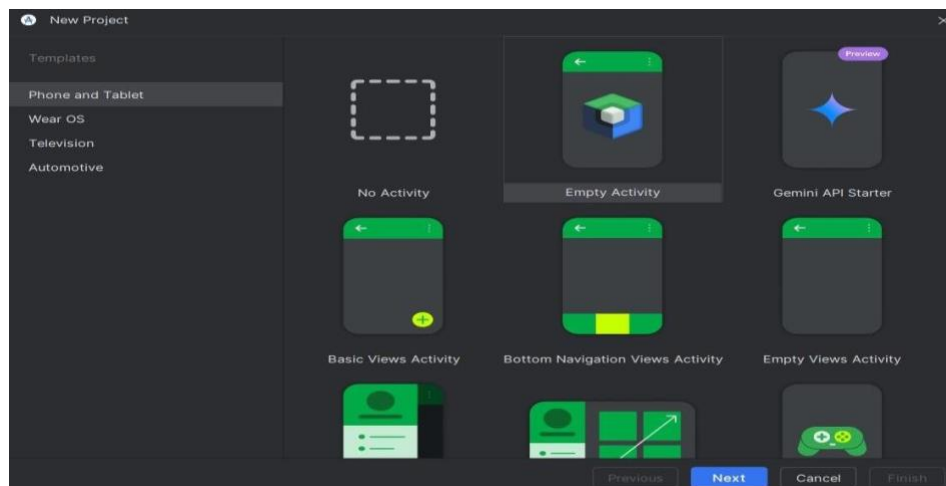 New Project
Templates
Phone and Tablet
Wear OS
Television
Automotive
No Activity
Empty Activity
Preview
Gemini API Starter
Basic Views Activity
Bottom Navigation Views Activity
Empty Views Activity
Previous
Next
Cancel
Finish